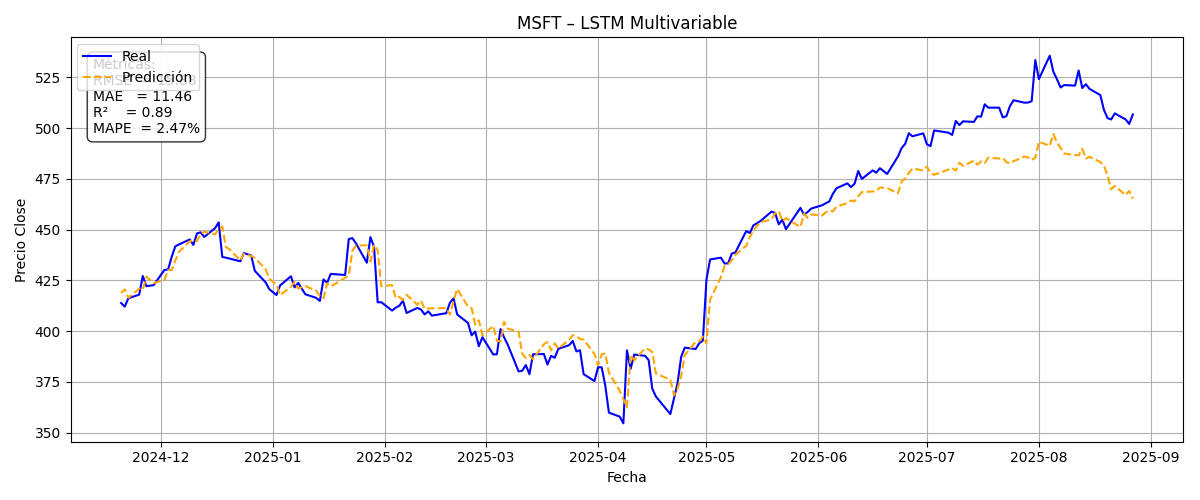 MSFT – LSTM Multivariable
Real
Predicción
Métricas:
RMSE
MAE = 11.46
R² = 0.89
MAPE = 2.47%
Precio Close
525
500
475
450
425
400
375
350
2024-12
2025-01
2025-02
2025-03
2025-04
2025-05
2025-06
2025-07
2025-08
2025-09
Fecha